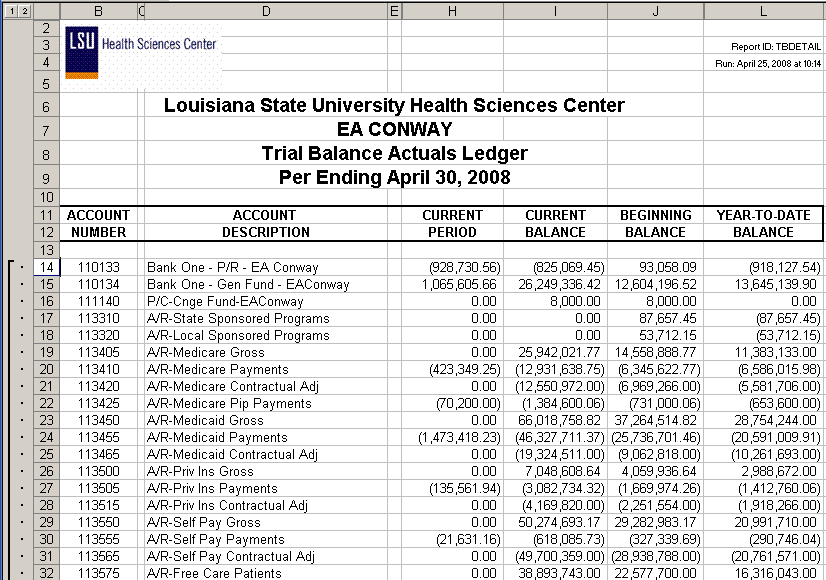 1 2 B C D E H I J L
2
3 LSU Health Sciences Center Report ID: TBDETAIL
4 Run: April 25, 2008 at 10:14
5
6 Louisiana State University Health Sciences Center
7 EA CONWAY
8 Trial Balance Actuals Ledger
9 Per Ending April 30, 2008
10
11 ACCOUNT ACCOUNT CURRENT CURRENT BEGINNING YEAR-TO-DATE
12 NUMBER DESCRIPTION PERIOD BALANCE BALANCE BALANCE
13
14 110133 Bank One - P/R - EA Conway (928,730.56) (825,069.45) 93,058.09 (918,127.54)
15 110134 Bank One - Gen Fund - EAConway 1,065,605.66 26,249,336.42 12,604,196.52 13,645,139.90
16 111140 P/C-Cnge Fund-EAConway 0.00 8,000.00 8,000.00 0.00
17 113310 A/R-State Sponsored Programs 0.00 0.00 87,657.45 (87,657.45)
18 113320 A/R-Local Sponsored Programs 0.00 0.00 53,712.15 (53,712.15)
19 113405 A/R-Medicare Gross 0.00 25,942,021.77 14,558,888.77 11,383,133.00
20 113410 A/R-Medicare Payments (423,349.25) (12,931,638.75) (6,345,622.77) (6,586,015.98)
21 113420 A/R-Medicare Contractual Adj 0.00 (12,550,972.00) (6,969,266.00) (5,581,706.00)
22 113425 A/R-Medicare Pip Payments (70,200.00) (1,384,600.06) (731,000.06) (653,600.00)
23 113450 A/R-Medicaid Gross 0.00 66,018,758.82 37,264,514.82 28,754,244.00
24 113455 A/R-Medicaid Payments (1,473,418.23) (46,327,711.37) (25,736,701.46) (20,591,009.91)
25 113465 A/R-Medicaid Contractual Adj 0.00 (19,324,511.00) (9,062,818.00) (10,261,693.00)
26 113500 A/R-Priv Ins Gross 0.00 7,048,608.64 4,059,936.64 2,988,672.00
27 113505 A/R-Priv Ins Payments (135,561.94) (3,082,734.32) (1,669,974.26) (1,412,760.06)
28 113515 A/R-Priv Ins Contractual Adj 0.00 (4,169,820.00) (2,251,554.00) (1,918,266.00)
29 113550 A/R-Self Pay Gross 0.00 50,274,693.17 29,282,983.17 20,991,710.00
30 113555 A/R-Self Pay Payments (21,631.16) (618,085.73) (327,339.69) (290,746.04)
31 113565 A/R-Self Pay Contractual Adj 0.00 (49,700,359.00) (28,938,788.00) (20,761,571.00)
32 113575 A/R-Free Care Patients 0.00 38,893,743.00 22,577,700.00 16,316,043.00